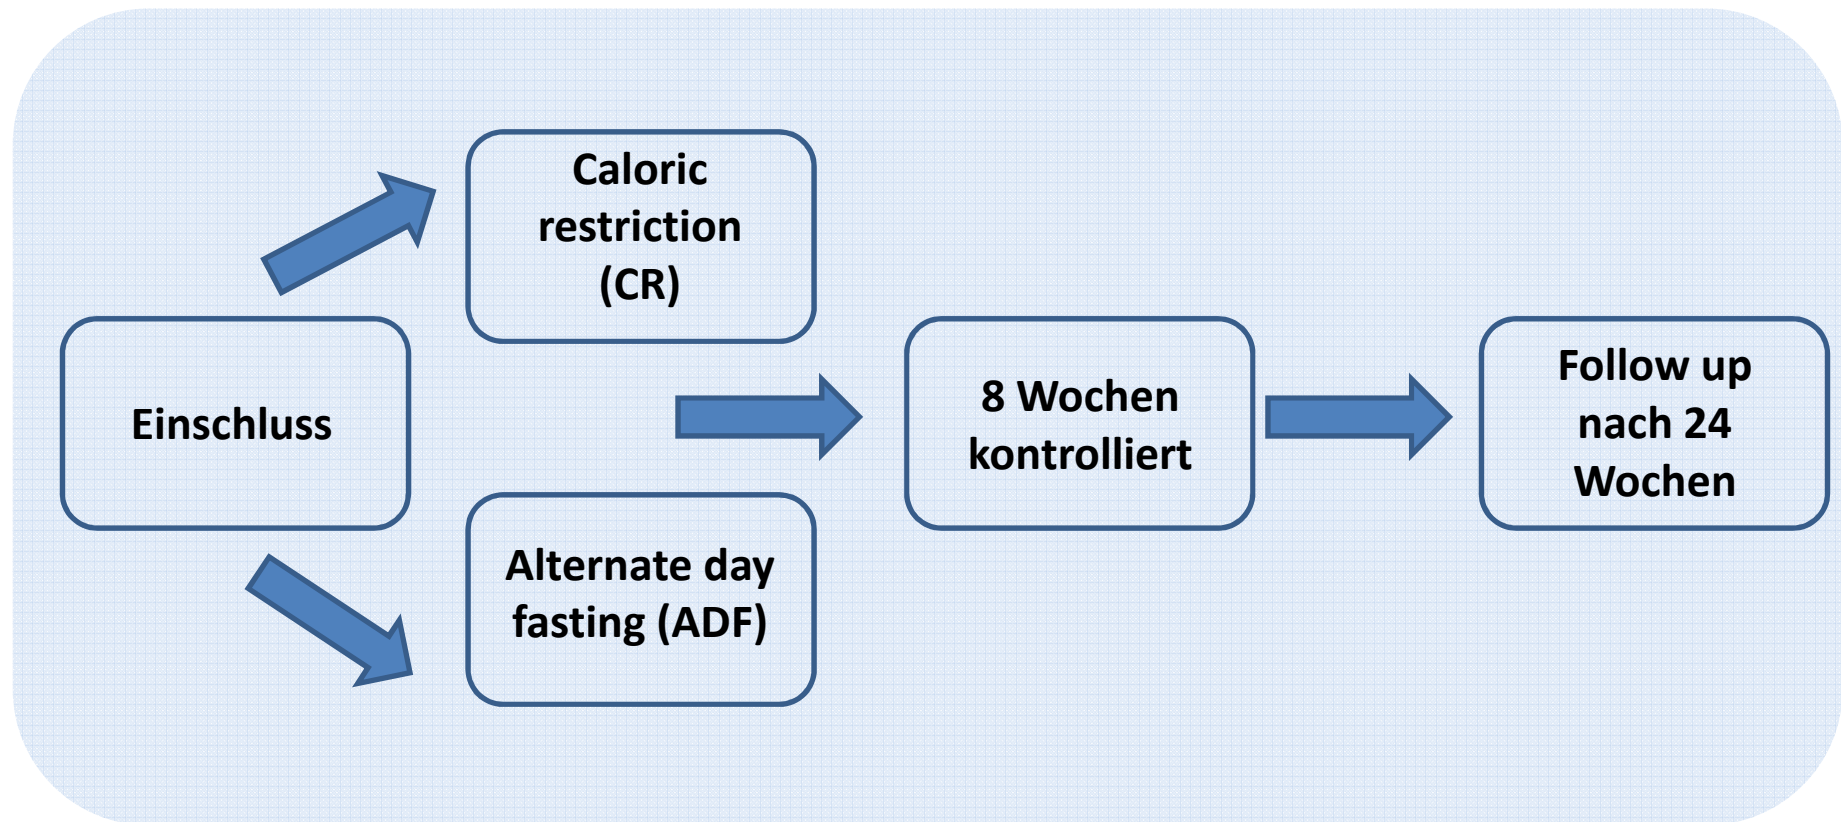 Einschluss
Caloric
restriction
(CR)
Alternate day
fasting (ADF)
8 Wochen
kontrolliert
Follow up
nach 24
Wochen